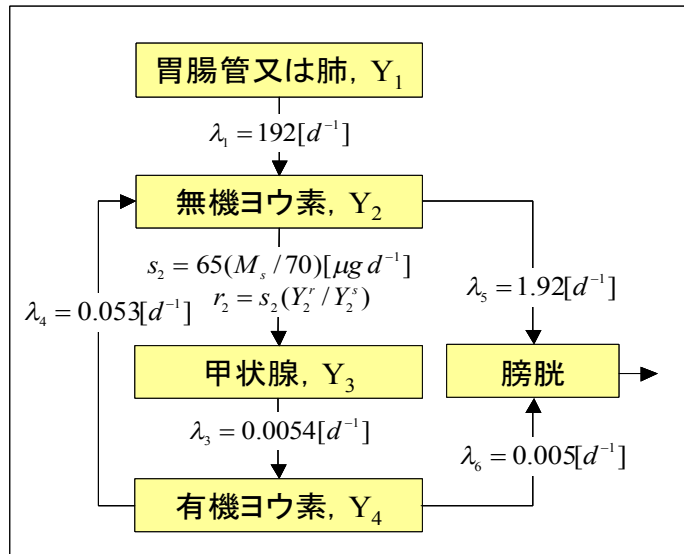 胃腸管又は肺, Y₁
λ₁ = 192[d⁻¹]
無機ヨウ素, Y₂
s₂ = 65(Mₛ/70)[μg d⁻¹]
r₂ = s₂(Y₂ʳ/Y₂ˢ)
λ₄ = 0.053[d⁻¹]
λ₅ = 1.92[d⁻¹]
甲状腺, Y₃
膀胱
λ₃ = 0.0054[d⁻¹]
λ₆ = 0.005[d⁻¹]
有機ヨウ素, Y₄